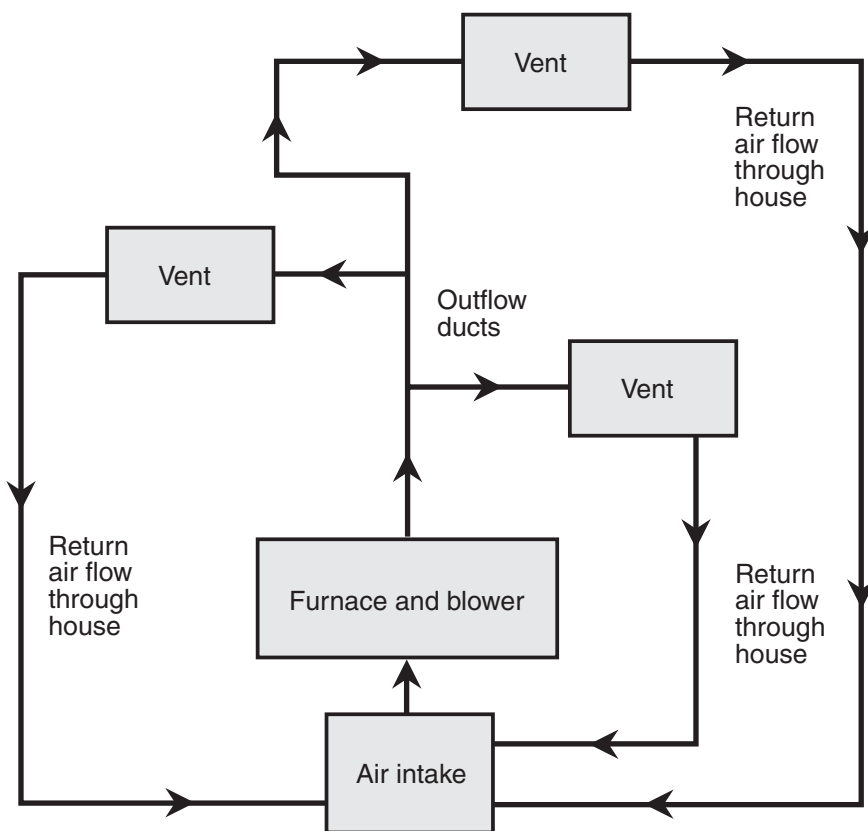 Vent
Return
air flow
through
house
Vent
Outflow
ducts
Vent
Return
air flow
through
house
Furnace and blower
Return
air flow
through
house
Air intake